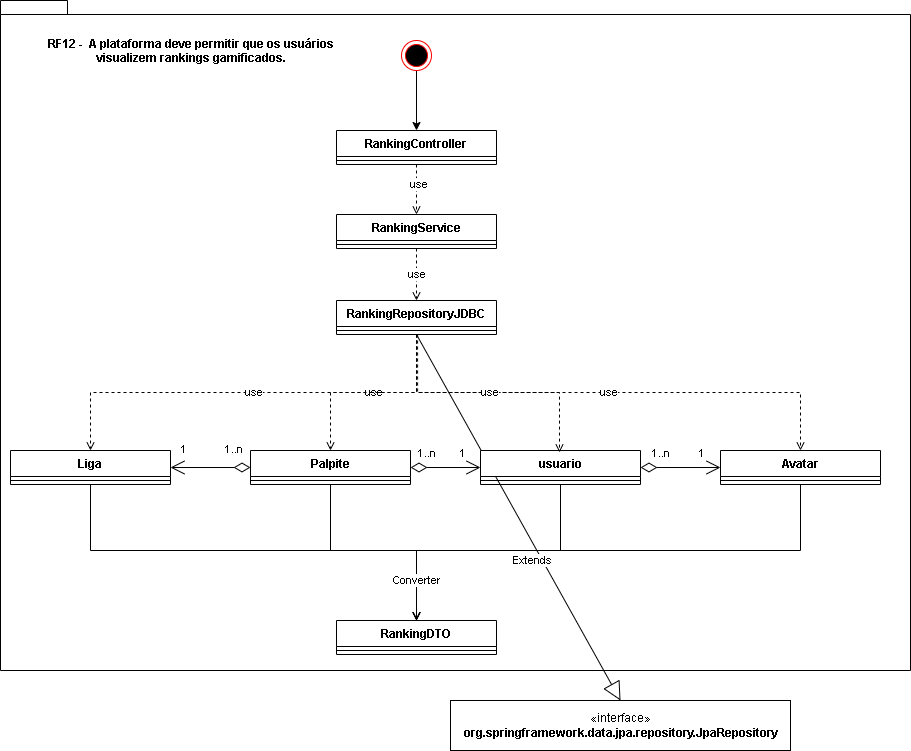 RF12 - A plataforma deve permitir que os usuários
visualizem rankings gamificados.
RankingController
use
RankingService
use
RankingRepositoryJDBC
use use use use
1 1..n 1..n 1 1..n 1
Liga Palpite usuario Avatar
Extends
Converter
RankingDTO
«interface»
org.springframework.data.jpa.repository.JpaRepository